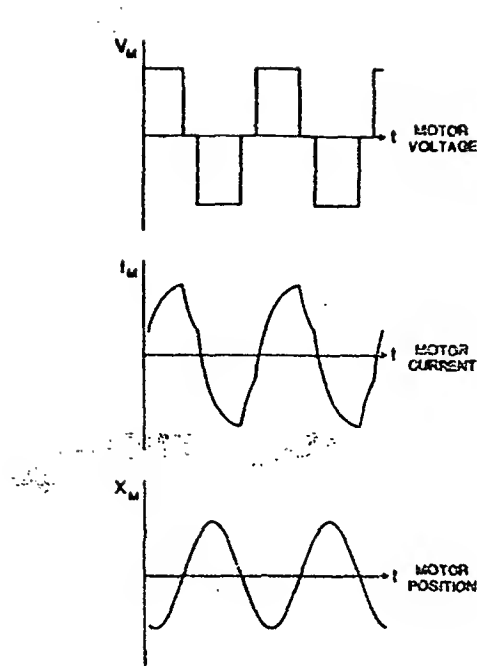 V_M
t
MOTOR
VOLTAGE
I_M
t
MOTOR
CURRENT
X_M
t
MOTOR
POSITION